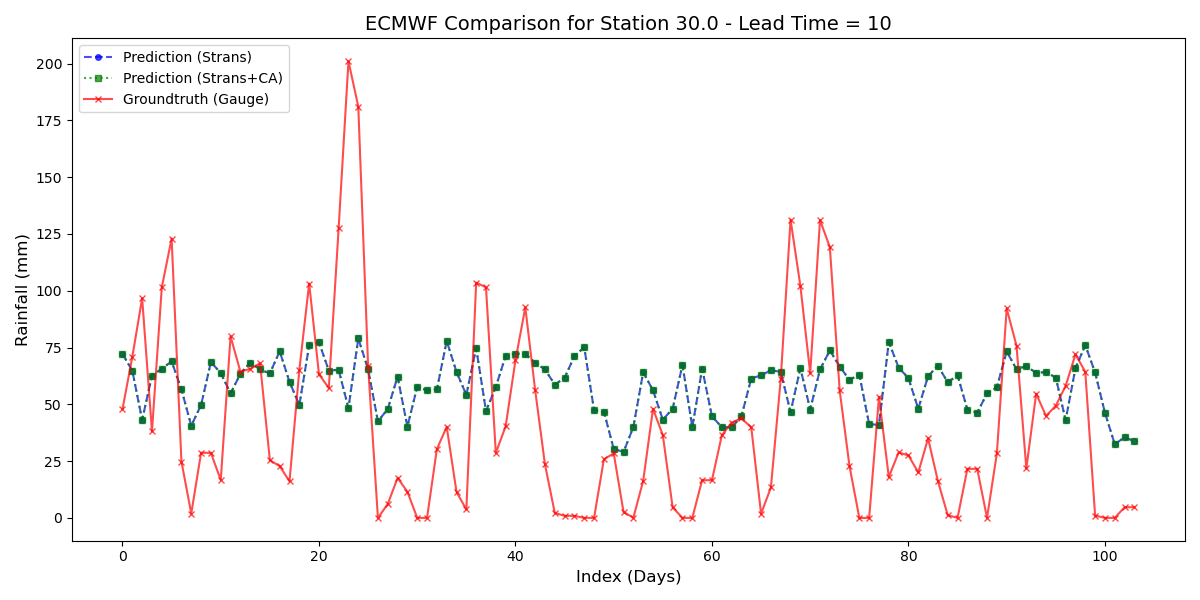 ECMWF Comparison for Station 30.0 - Lead Time = 10
Prediction (Strans)
Prediction (Strans+CA)
Groundtruth (Gauge)
Rainfall (mm)
200
175
150
125
100
75
50
25
0
0 20 40 60 80 100
Index (Days)